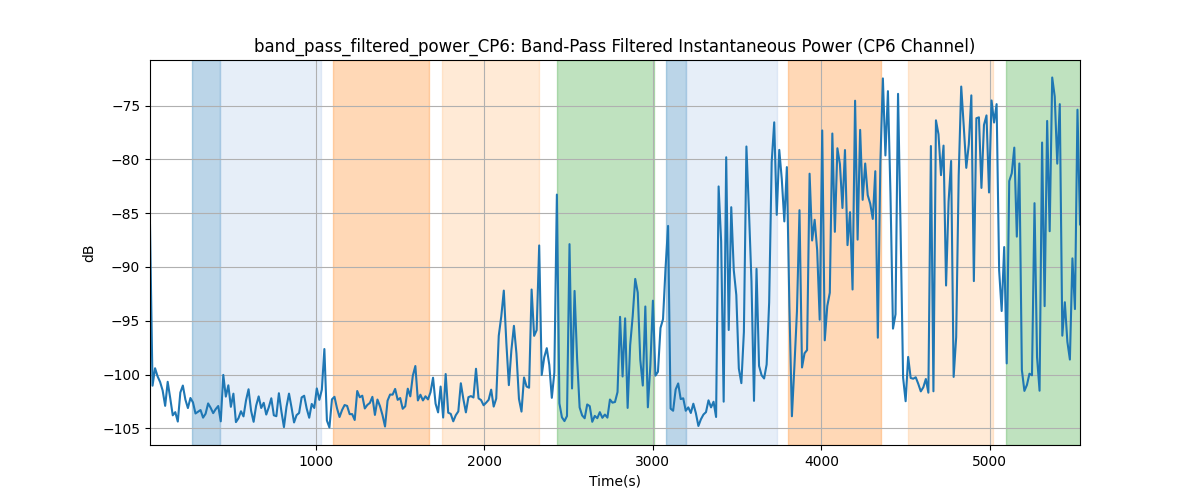 band_pass_filtered_power_CP6: Band-Pass Filtered Instantaneous Power (CP6 Channel)
−75
−80
−85
−90
−95
−100
−105
dB
1000 2000 3000 4000 5000
Time(s)